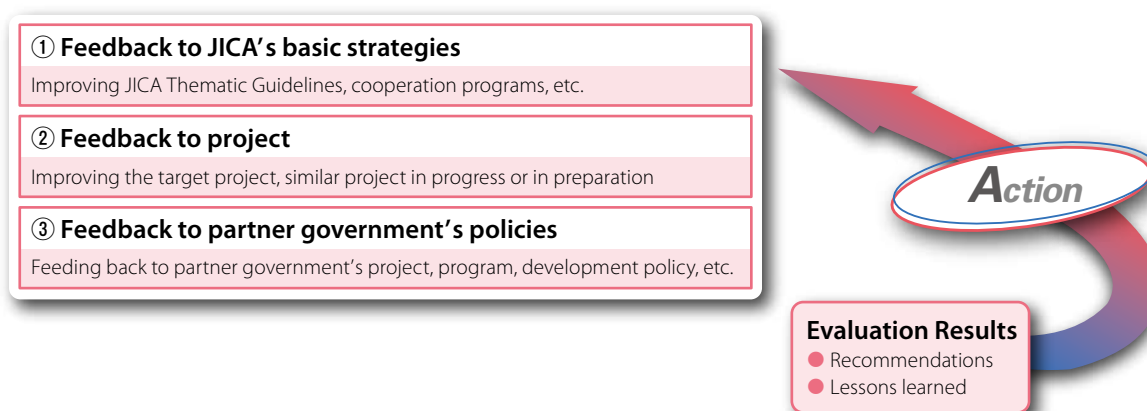 ① Feedback to JICA’s basic strategies
Improving JICA Thematic Guidelines, cooperation programs, etc.
② Feedback to project
Improving the target project, similar project in progress or in preparation
③ Feedback to partner government’s policies
Feeding back to partner government’s project, program, development policy, etc.
Action
Evaluation Results
● Recommendations
● Lessons learned